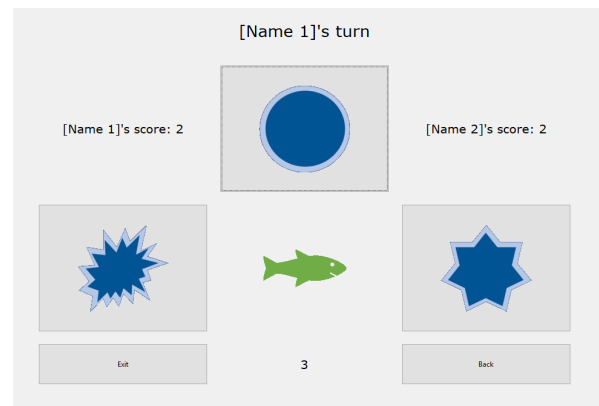 [Name 1]'s turn
[Name 1]'s score: 2
[Name 2]'s score: 2
Exit
3
Back